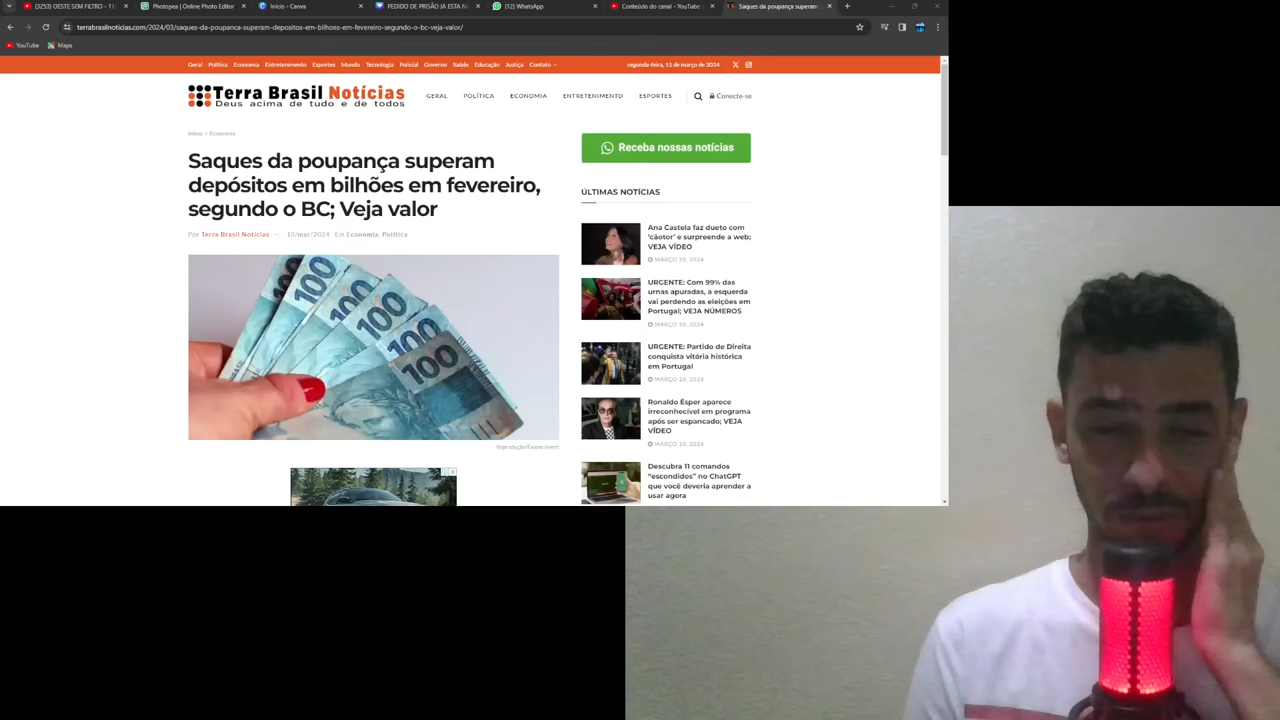 (3253) OESTE SEM FILTRO - 11/
Photopea | Online Photo Editor
Início - Canva
PEDIDO DE PRISÃO JA ESTA N
(12) WhatsApp
Conteúdo do canal - YouTube
Saques da poupança superam
terrabrasilnoticias.com/2024/03/saques-da-poupanca-superam-depositos-em-bilhoes-em-fevereiro-segundo-o-bc-veja-valor/
YouTube
Maps
Geral Política Economia Entretenimento Esportes Mundo Tecnologia Policial Governo Saúde Educação Justiça Contato
segunda-feira, 11 de março de 2024
Terra Brasil Notícias
Deus acima de tudo e de todos
GERAL POLÍTICA ECONOMIA ENTRETENIMENTO ESPORTES
Conecte-se
Início > Economia
Saques da poupança superam
depósitos em bilhões em fevereiro,
segundo o BC; Veja valor
Por Terra Brasil Notícias — 10/mar/2024 Em Economia, Política
100
100
100
100
100
Reprodução/Exame Invest
Receba nossas notícias
ÚLTIMAS NOTÍCIAS
Ana Castela faz dueto com
'cãotor' e surpreende a web;
VEJA VÍDEO
MARÇO 10, 2024
URGENTE: Com 99% das
urnas apuradas, a esquerda
vai perdendo as eleições em
Portugal; VEJA NÚMEROS
MARÇO 10, 2024
URGENTE: Partido de Direita
conquista vitória histórica
em Portugal
MARÇO 10, 2024
Ronaldo Ésper aparece
irreconhecível em programa
após ser espancado; VEJA
VÍDEO
MARÇO 10, 2024
Descubra 11 comandos
"escondidos" no ChatGPT
que você deveria aprender a
usar agora